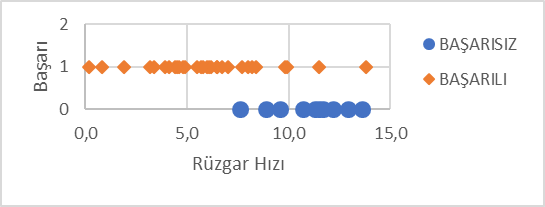 2
1
0
0,0 5,0 10,0 15,0
Başarı
Rüzgar Hızı
BAŞARISIZ
BAŞARILI